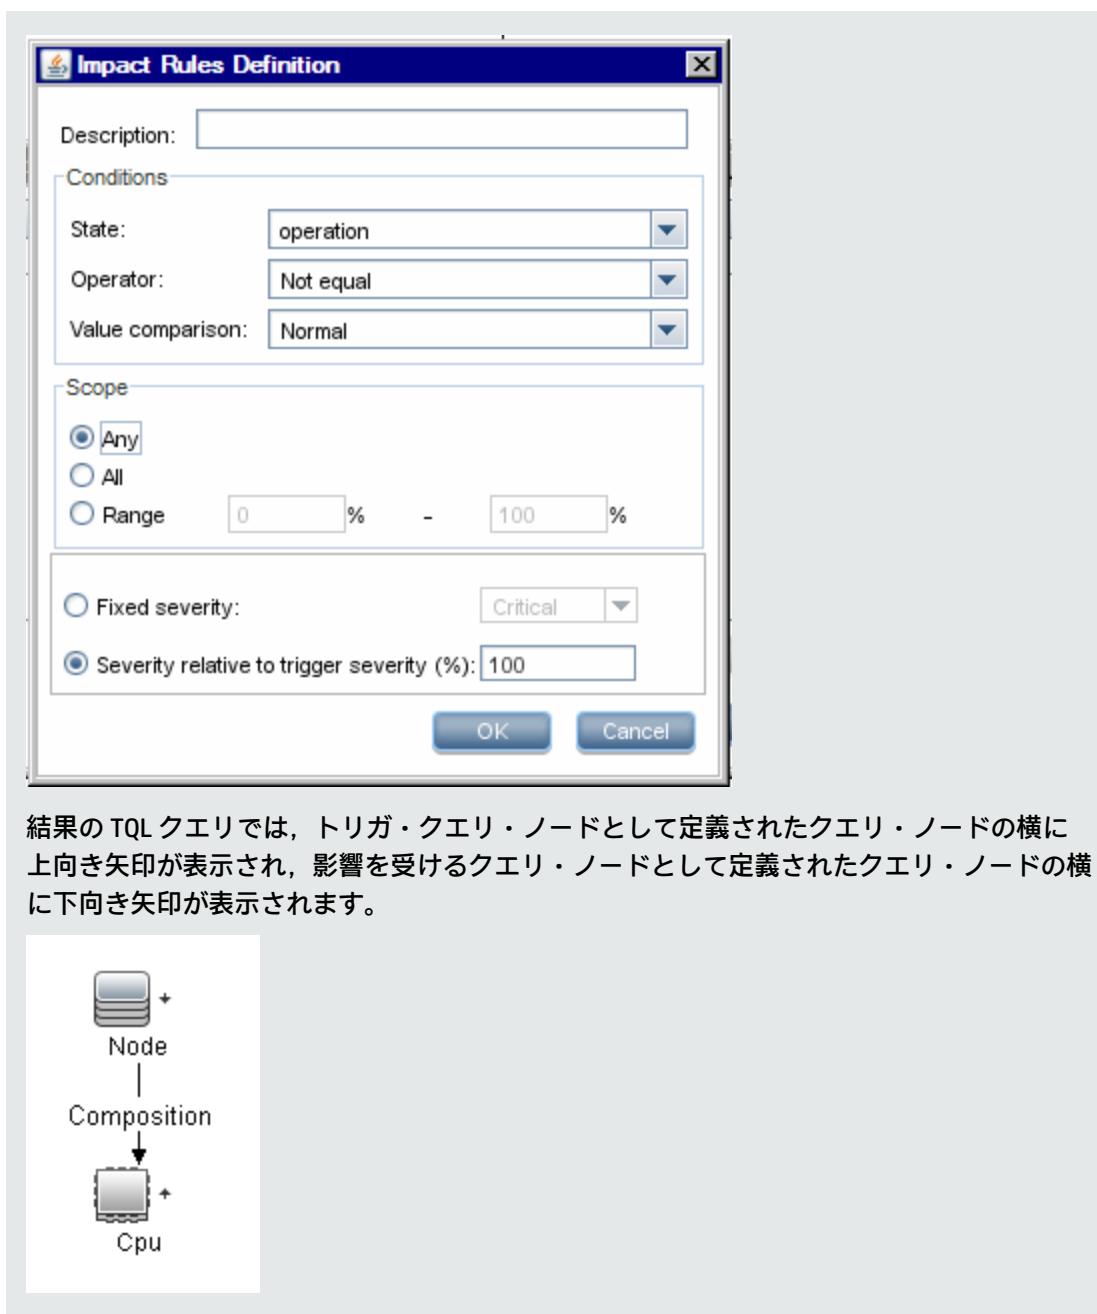 Impact Rules Definition
Description:
Conditions
State: operation
Operator: Not equal
Value comparison: Normal
Scope
Any
All
Range 0 % - 100 %
Fixed severity: Critical
Severity relative to trigger severity (%): 100
OK Cancel
結果の TQL クエリでは，トリガ・クエリ・ノードとして定義されたクエリ・ノードの横に
上向き矢印が表示され，影響を受けるクエリ・ノードとして定義されたクエリ・ノードの横
に下向き矢印が表示されます。
Node
Composition
Cpu